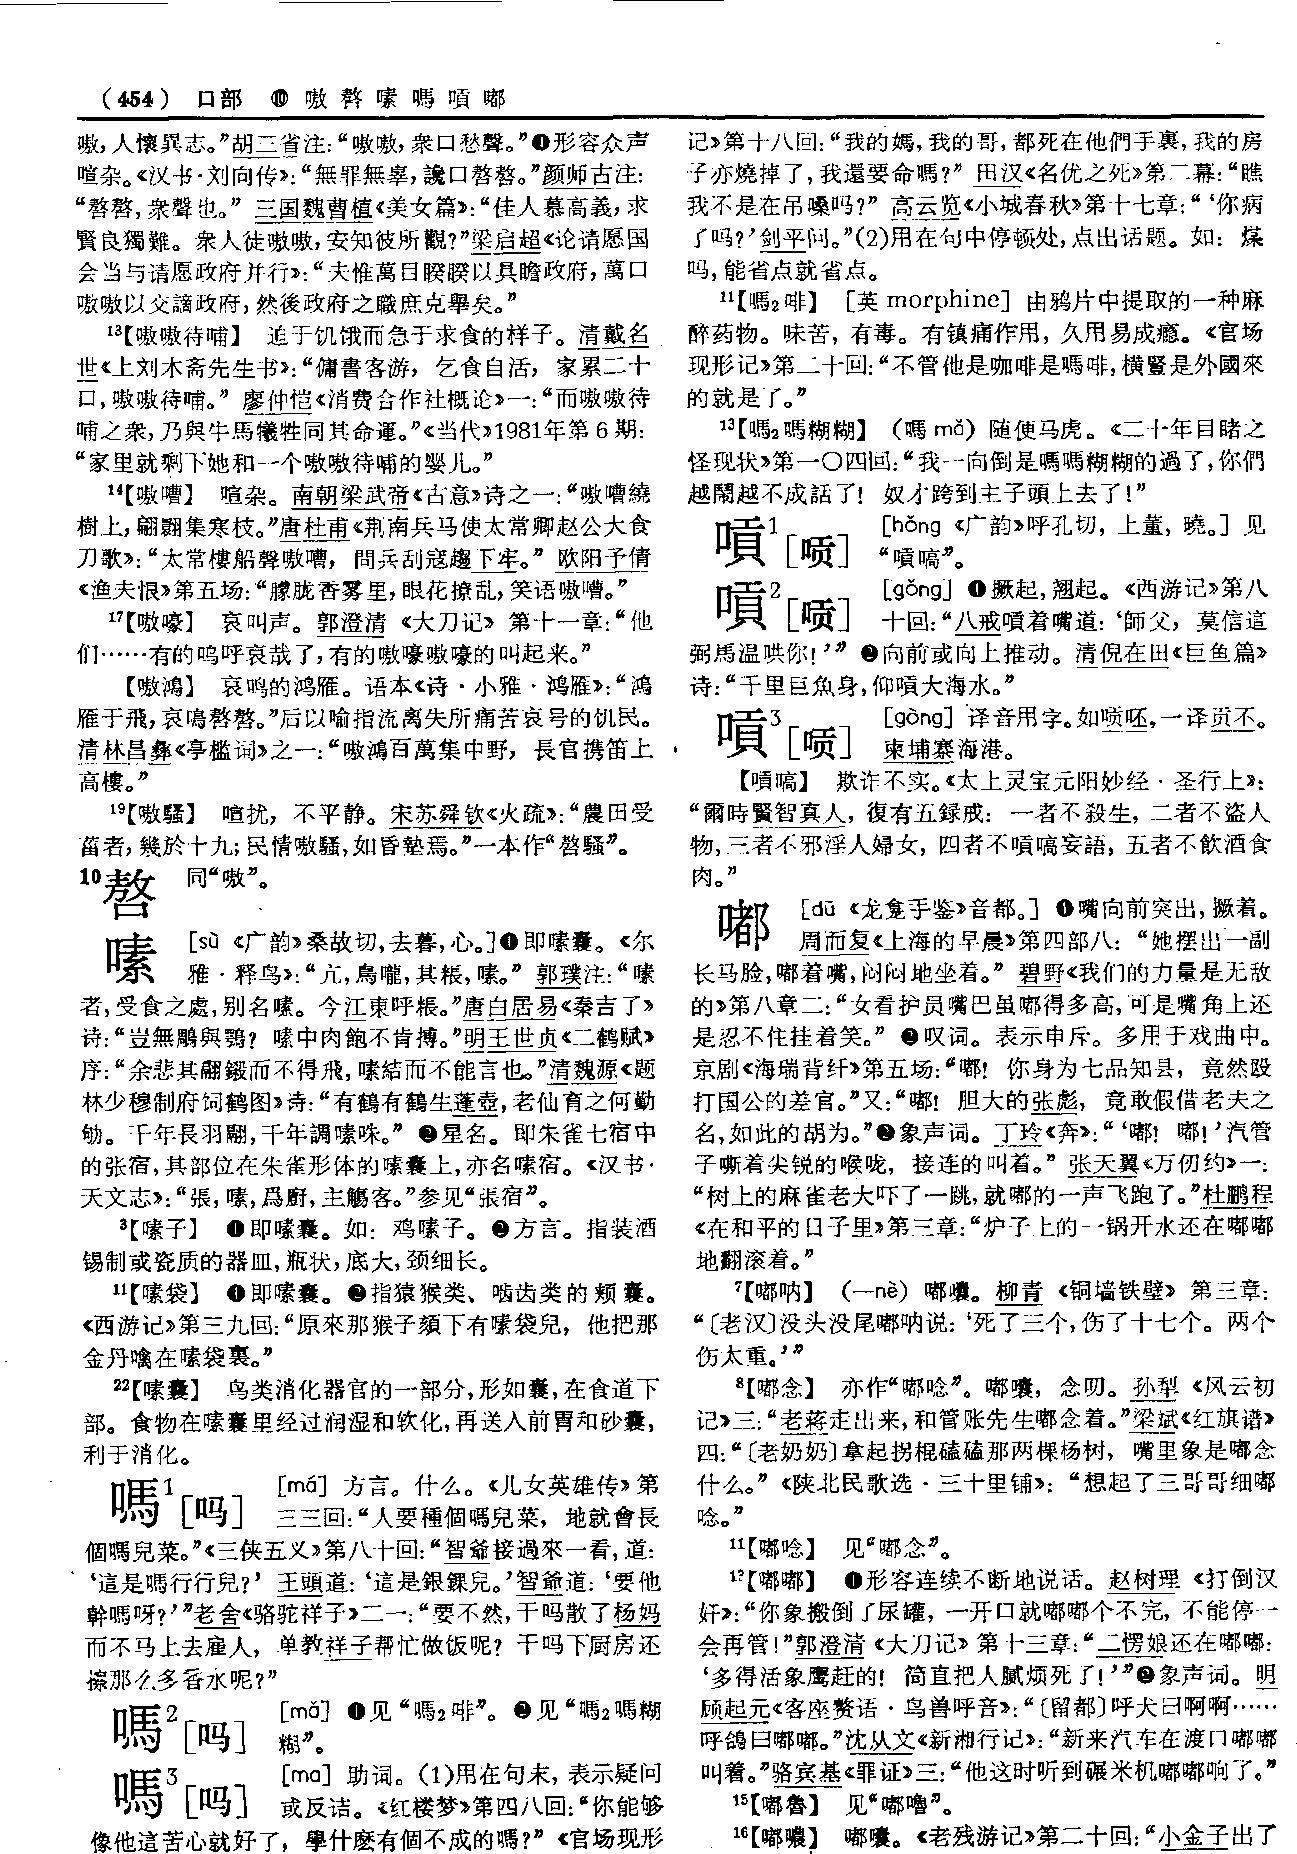 (454) 口部 ❿ 嗷謷嗉嗎嗊嘟
嗷,人懷異志。”胡三省注:“嗷嗷,衆口愁聲。”❹形容众声
喧杂。《汉书·刘向传》:“無罪無辜,讒口嗸嗸。”颜师古注:
“嗸嗸,衆聲也。” 三国魏曹植《美女篇》:“佳人慕高義,求
賢良獨難。衆人徒嗷嗷,安知彼所觀?”梁启超《论请愿国
会当与请愿政府并行》:“夫惟萬目睽睽以具瞻政府,萬口
嗷嗷以交謫政府,然後政府之職庶克舉矣。”
¹³【嗷嗷待哺】 迫于饥饿而急于求食的样子。清戴名
世《上刘木斋先生书》:“傭書客游,乞食自活,家累二十
口,嗷嗷待哺。” 廖仲恺《消费合作社概论》一:“而嗷嗷待
哺之衆,乃與牛馬犧牲同其命運。”《当代》1981年第6期:
“家里就剩下她和一个嗷嗷待哺的婴儿。”
¹⁴【嗷嘈】 喧杂。南朝梁武帝《古意》诗之一:“嗷嘈繞
樹上,翩翾集寒枝。”唐杜甫《荆南兵马使太常卿赵公大食
刀歌》:“太常樓船聲嗷嘈,問兵刮寇趨下牢。” 欧阳予倩
《渔夫恨》第五场:“朦胧香雾里,眼花撩乱,笑语嗷嘈。”
¹⁷【嗷嚎】 哀叫声。郭澄清《大刀记》第十一章:“他
们……有的呜呼哀哉了,有的嗷嚎嗷嚎的叫起来。”
【嗷鴻】 哀鸣的鸿雁。语本《诗·小雅·鸿雁》:“鴻
雁于飛,哀鳴嗸嗸。”后以喻指流离失所痛苦哀号的饥民。
清林昌彝《亭槛词》之一:“嗷鴻百萬集中野,長官携笛上
高樓。”
¹⁹【嗷騷】 喧扰,不平静。宋苏舜钦《火疏》:“農田受
菑者,幾於十九;民情嗷騷,如昏墊焉。”一本作“嗸騷”。
10嗸 同“嗷”。
嗉 [sù 《广韵》桑故切,去暮,心。]❶即嗉囊。《尔
雅·释鸟》:“亢,鳥嚨,其粻,嗉。” 郭璞注:“嗉
者,受食之處,别名嗉。今江東呼粻。”唐白居易《秦吉了》
诗:“豈無鵰與鶚?嗉中肉飽不肯搏。”明王世贞《二鹤赋》
序:“余悲其翩鎩而不得飛,嗉結而不能言也。”清魏源《题
林少穆制府饲鹤图》诗:“有鶴有鶴生蓬壺,老仙育之何勤
劬。千年長羽翮,千年調嗉咮。” ❷星名。即朱雀七宿中
的张宿,其部位在朱雀形体的嗉囊上,亦名嗉宿。《汉书·
天文志》:“張,嗉,爲廚,主觴客。”参见“張宿”。
³【嗉子】 ❶即嗉囊。如:鸡嗉子。❷方言。指装酒
锡制或瓷质的器皿,瓶状,底大,颈细长。
¹¹【嗉袋】 ❶即嗉囊。❷指猿猴类、啮齿类的颊囊。
《西游记》第三九回:“原來那猴子頦下有嗉袋兒,他把那
金丹噙在嗉袋裏。”
²²【嗉囊】 鸟类消化器官的一部分,形如囊,在食道下
部。食物在嗉囊里经过润湿和软化,再送入前胃和砂囊,
利于消化。
嗎¹[吗] [má] 方言。什么。《儿女英雄传》第
三三回:“人要種個嗎兒菜,地就會長
個嗎兒菜。”《三侠五义》第八十回:“智爺接過來一看,道:
‘這是嗎行行兒?’ 王頭道:‘這是銀錁兒。’智爺道:‘要他
幹嗎呀?’”老舍《骆驼祥子》二一:“要不然,干吗散了杨妈
而不马上去雇人,单教祥子帮忙做饭呢?干吗下厨房还
搽那么多香水呢?”
嗎²[吗] [mǎ] ❶见“嗎₂啡”。❷见“嗎₂嗎糊
糊”。
嗎³[吗] [ma] 助词。(1)用在句末,表示疑问
或反诘。《红楼梦》第四八回:“你能够
像他這苦心就好了,學什麽有個不成的嗎?”《官场现形
记》第十八回:“我的媽,我的哥,都死在他們手裏,我的房
子亦燒掉了,我還要命嗎?” 田汉《名优之死》第二幕:“瞧
我不是在吊嗓吗?” 高云览《小城春秋》第十七章:“‘你病
了吗?’剑平问。”(2)用在句中停顿处,点出话题。如:煤
吗,能省点就省点。
¹¹【嗎₂啡】 [英morphine] 由鸦片中提取的一种麻
醉药物。味苦,有毒。有镇痛作用,久用易成瘾。《官场
现形记》第二十回:“不管他是咖啡是嗎啡,横豎是外國來
的就是了。”
¹³【嗎₂嗎糊糊】 (嗎mǎ)随便马虎。《二十年目睹之
怪现状》第一〇四回:“我一向倒是嗎嗎糊糊的過了,你們
越鬧越不成話了!奴才跨到主子頭上去了!”
嗊¹[唝] [hǒng 《广韵》呼孔切,上董,曉。]见
“嗊嗃”。
嗊²[唝] [gǒng] ❶撅起,翘起。《西游记》第八
十回:“八戒嗊着嘴道:‘師父,莫信這
弼馬温哄你!’” ❷向前或向上推动。清倪在田《巨鱼篇》
诗:“千里巨魚身,仰嗊大海水。”
嗊³[唝] [gòng] 译音用字。如唝呸,一译贡不。
柬埔寨海港。
【嗊嗃】 欺诈不实。《太上灵宝元阳妙经·圣行上》:
“爾時賢智真人,復有五録戒:一者不殺生,二者不盗人
物,三者不邪淫人婦女,四者不嗊嗃妄語,五者不飲酒食
肉。”
嘟 [dū 《龙龛手鉴》音都。] ❶嘴向前突出,撅着。
周而复《上海的早晨》第四部八:“她摆出一副
长马脸,嘟着嘴,闷闷地坐着。” 碧野《我们的力量是无敌
的》第八章二:“女看护员嘴巴虽嘟得多高,可是嘴角上还
是忍不住挂着笑。” ❷叹词。表示申斥。多用于戏曲中。
京剧《海瑞背纤》第五场:“嘟!你身为七品知县,竟然殴
打国公的差官。”又:“嘟!胆大的张彪,竟敢假借老夫之
名,如此的胡为。”❸象声词。丁玲《奔》:“‘嘟!嘟!’汽管
子嘶着尖锐的喉咙,接连的叫着。” 张天翼《万仞约》一:
“树上的麻雀老大吓了一跳,就嘟的一声飞跑了。”杜鹏程
《在和平的日子里》第三章:“炉子上的一锅开水还在嘟嘟
地翻滚着。”
⁷【嘟呐】 (—nè) 嘟囔。柳青《铜墙铁壁》第三章:
“〔老汉〕没头没尾嘟呐说:‘死了三个,伤了十七个。两个
伤太重。’”
⁸【嘟念】 亦作“嘟唸”。嘟囔,念叨。孙犁《风云初
记》三:“老蒋走出来,和管账先生嘟念着。”梁斌《红旗谱》
四:“〔老奶奶〕拿起拐棍磕磕那两棵杨树,嘴里象是嘟念
什么。”《陕北民歌选·三十里铺》:“想起了三哥哥细嘟
唸。”
¹¹【嘟唸】 见“嘟念”。
¹³【嘟嘟】 ❶形容连续不断地说话。赵树理《打倒汉
奸》:“你象搬倒了尿罐,一开口就嘟嘟个不完,不能停一
会再管!”郭澄清《大刀记》第十三章:“二愣娘还在嘟嘟:
‘多得活象鹰赶的!简直把人腻烦死了!’”❷象声词。明
顾起元《客座赘语·鸟兽呼音》:“〔留都〕呼犬曰啊啊……
呼鴿曰嘟嘟。”沈从文《新湘行记》:“新来汽车在渡口嘟嘟
叫着。”骆宾基《罪证》三:“他这时听到碾米机嘟嘟响了。”
¹⁵【嘟魯】 见“嘟嚕”。
¹⁶【嘟噥】 嘟囔。《老残游记》第二十回:“小金子出了